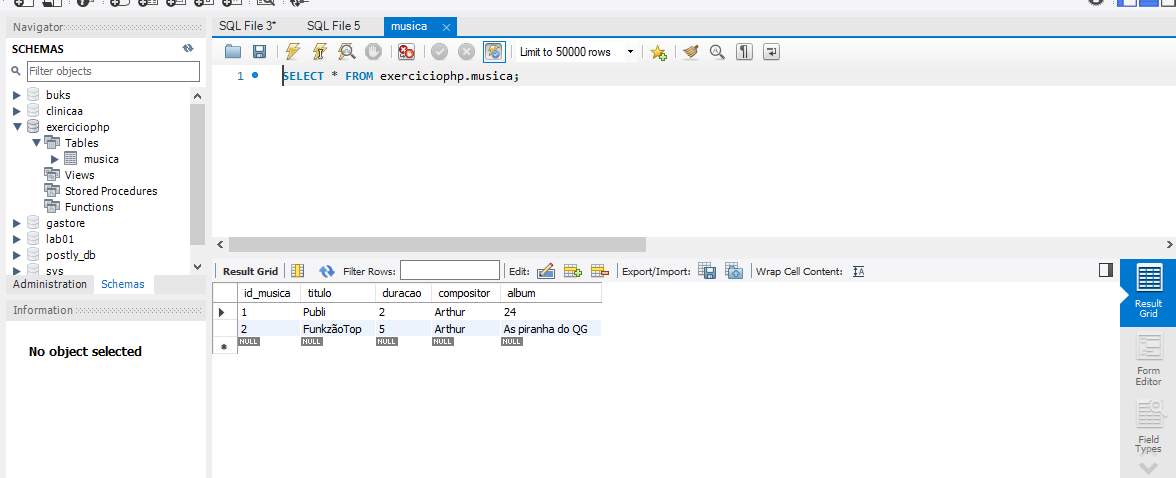 Navigator
SQL File 3*
SQL File 5
musica
SCHEMAS
Filter objects
Limit to 50000 rows
1
SELECT * FROM exerciciophp.musica;
buks
clinicaa
exerciciophp
Tables
musica
Views
Stored Procedures
Functions
gastore
lab01
postly_db
sys
Administration
Schemas
Information
No object selected
Result Grid
Filter Rows:
Edit:
Export/Import:
Wrap Cell Content:
id_musica titulo duracao compositor album
1 Publi 2 Arthur 24
2 FunkzãoTop 5 Arthur As piranha do QG
NULL NULL NULL NULL NULL
Result
Grid
Form
Editor
Field
Types